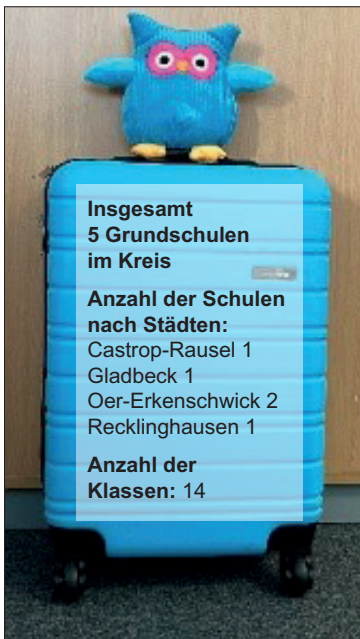 Insgesamt
5 Grundschulen
im Kreis
Anzahl der Schulen
nach Städten:
Castrop-Rausel 1
Gladbeck 1
Oer-Erkenschwick 2
Recklinghausen 1
Anzahl der
Klassen: 14